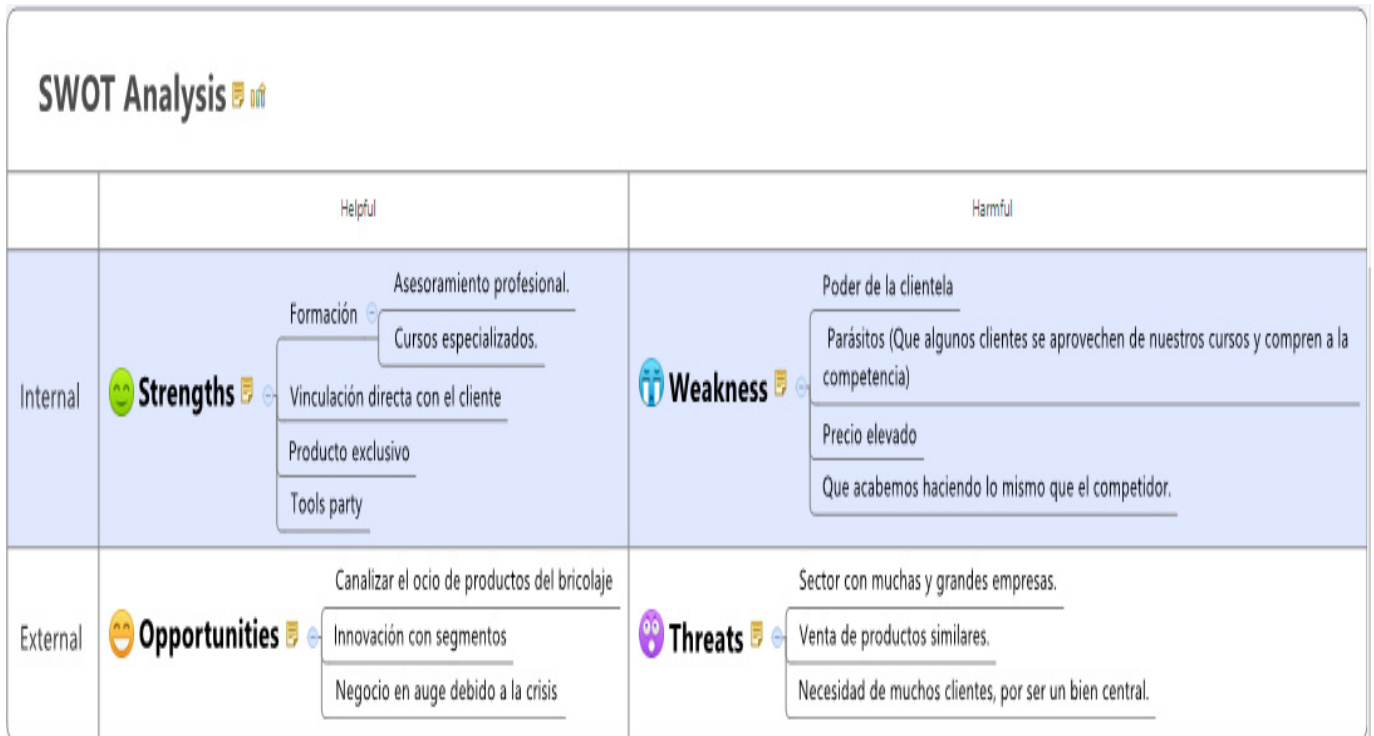 SWOT Analysis
Helpful
Harmful
Internal
Strengths
Formación
Asesoramiento profesional.
Cursos especializados.
Vinculación directa con el cliente
Producto exclusivo
Tools party
Weakness
Poder de la clientela
Parásitos (Que algunos clientes se aprovechen de nuestros cursos y compren a la
competencia)
Precio elevado
Que acabemos haciendo lo mismo que el competidor.
External
Opportunities
Canalizar el ocio de productos del bricolaje
Innovación con segmentos
Negocio en auge debido a la crisis
Threats
Sector con muchas y grandes empresas.
Venta de productos similares.
Necesidad de muchos clientes, por ser un bien central.